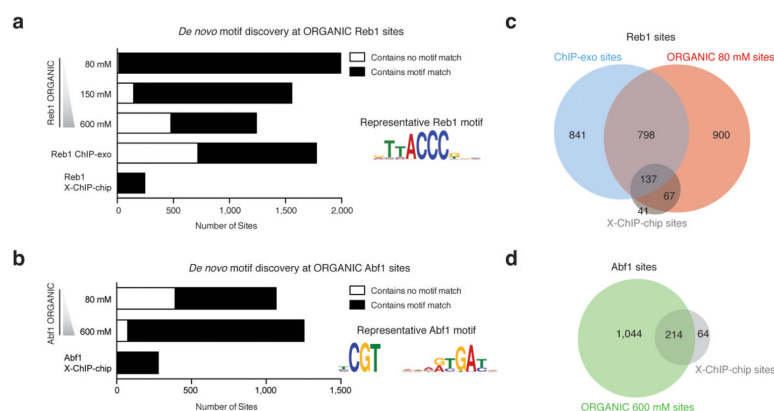 a
De novo motif discovery at ORGANIC Reb1 sites
Reb1 ORGANIC
80 mM
150 mM
600 mM
Reb1 ChIP-exo
Reb1
X-ChIP-chip
0
500
1,000
1,500
2,000
Number of Sites
Contains no motif match
Contains motif match
Representative Reb1 motif
TTACCC
b
De novo motif discovery at ORGANIC Abf1 sites
Abf1 ORGANIC
80 mM
600 mM
Abf1
X-ChIP-chip
0
500
1,000
1,500
Number of Sites
Contains no motif match
Contains motif match
Representative Abf1 motif
CGT
TGA
c
Reb1 sites
ChIP-exo sites
ORGANIC 80 mM sites
841
798
900
137
67
41
X-ChIP-chip sites
d
Abf1 sites
1,044
214
64
X-ChIP-chip sites
ORGANIC 600 mM sites